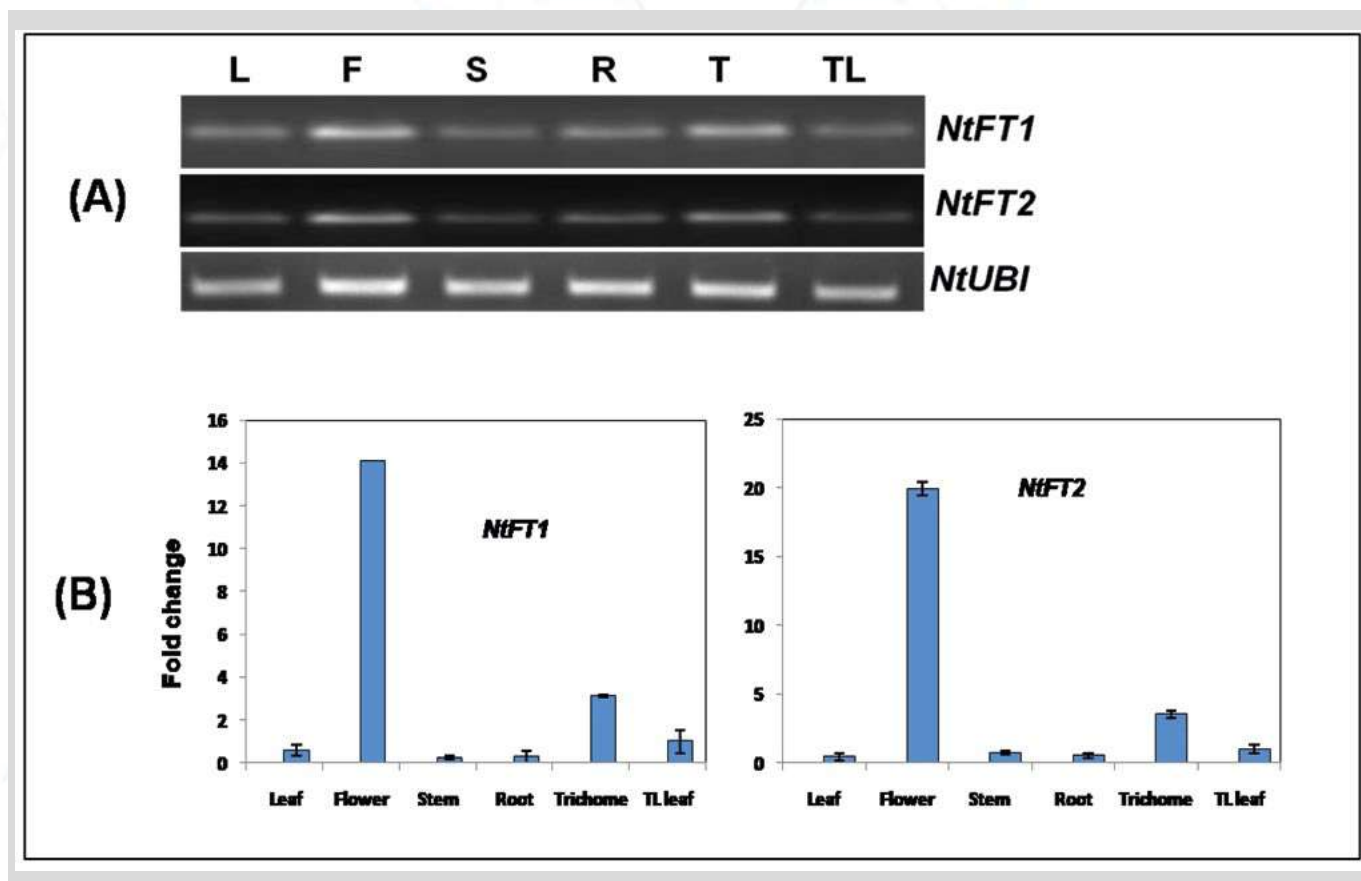 L F S R T TL
NtFT1
(A)
NtFT2
NtUBI
(B)
Fold change
16
14
12
10
8
6
4
2
0
NtFT1
Leaf Flower Stem Root Trichome TL leaf
25
20
15
10
5
0
NtFT2
Leaf Flower Stem Root Trichome TL leaf